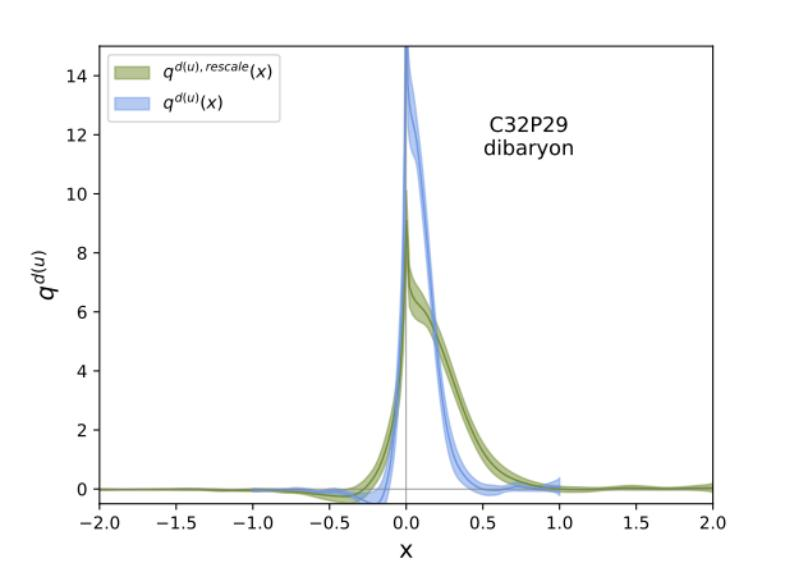 q^{d(u), rescale}(x)
q^{d(u)}(x)
C32P29
dibaryon
q^{d(u)}
14
12
10
8
6
4
2
0
−2.0 −1.5 −1.0 −0.5 0.0 0.5 1.0 1.5 2.0
x